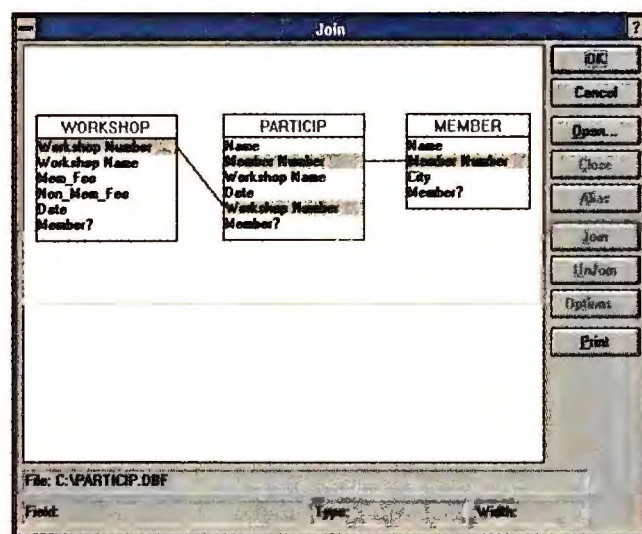 Join
?
WORKSHOP
Workshop Number
Workshop Name
Mem_Fee
Non_Mem_Fee
Date
Member?
PARTICIP
Name
Member Number
Workshop Name
Date
Workshop Number
Member?
MEMBER
Name
Member Number
City
Member?
OK
Cancel
Open...
Close
Alias
Join
UnJoin
Options
Print
File: C:\PARTICIP.DBF
Field: Type: Width: